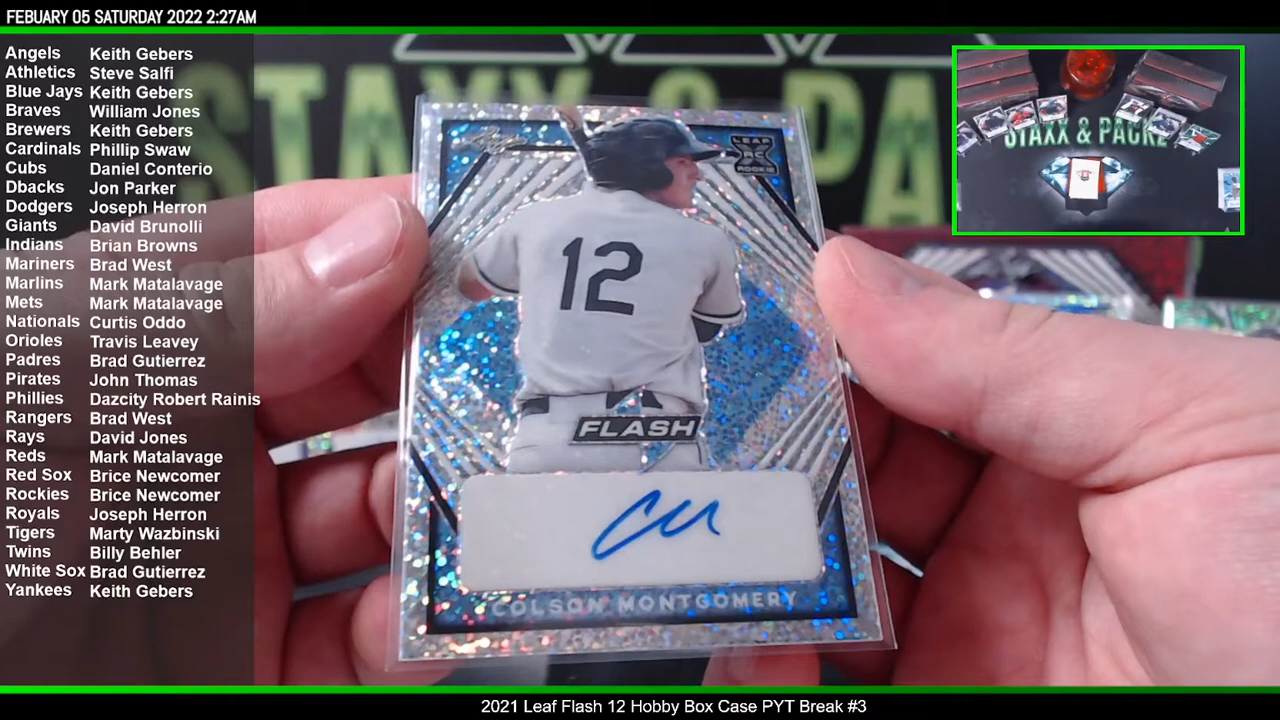 FEBUARY 05 SATURDAY 2022 2:27AM
Angels Keith Gebers
Athletics Steve Salfi
Blue Jays Keith Gebers
Braves William Jones
Brewers Keith Gebers
Cardinals Phillip Swaw
Cubs Daniel Conterio
Dbacks Jon Parker
Dodgers Joseph Herron
Giants David Brunolli
Indians Brian Browns
Mariners Brad West
Marlins Mark Matalavage
Mets Mark Matalavage
Nationals Curtis Oddo
Orioles Travis Leavey
Padres Brad Gutierrez
Pirates John Thomas
Phillies Dazcity Robert Rainis
Rangers Brad West
Rays David Jones
Reds Mark Matalavage
Red Sox Brice Newcomer
Rockies Brice Newcomer
Royals Joseph Herron
Tigers Marty Wazbinski
Twins Billy Behler
White Sox Brad Gutierrez
Yankees Keith Gebers
STAXX & PA
Leaf
LEAF
RC
ROOKIE
12
FLASH
COLSON MONTGOMERY
STAXX & PACKZ
2021 Leaf Flash 12 Hobby Box Case PYT Break #3